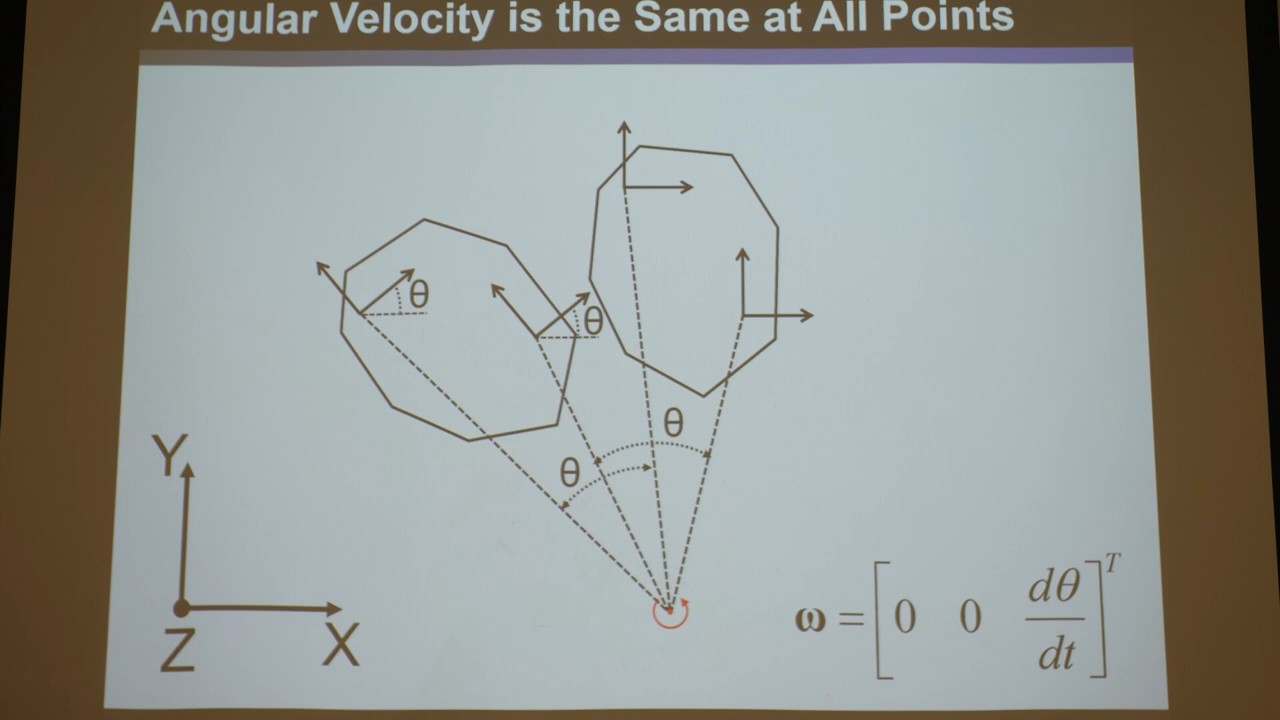 Angular Velocity is the Same at All Points
θ
θ
θ
θ
Y
Z
X
ω = [0 0 dθ/dt]^T